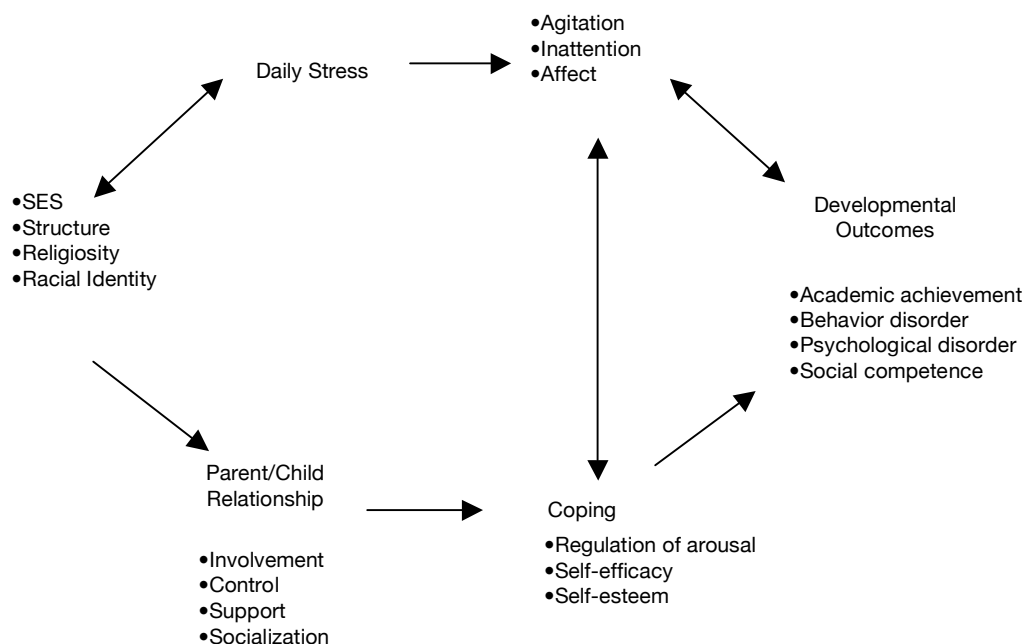 •Agitation
•Inattention
•Affect
Daily Stress
•SES
•Structure
•Religiosity
•Racial Identity
Developmental
Outcomes
•Academic achievement
•Behavior disorder
•Psychological disorder
•Social competence
Parent/Child
Relationship
•Involvement
•Control
•Support
•Socialization
Coping
•Regulation of arousal
•Self-efficacy
•Self-esteem